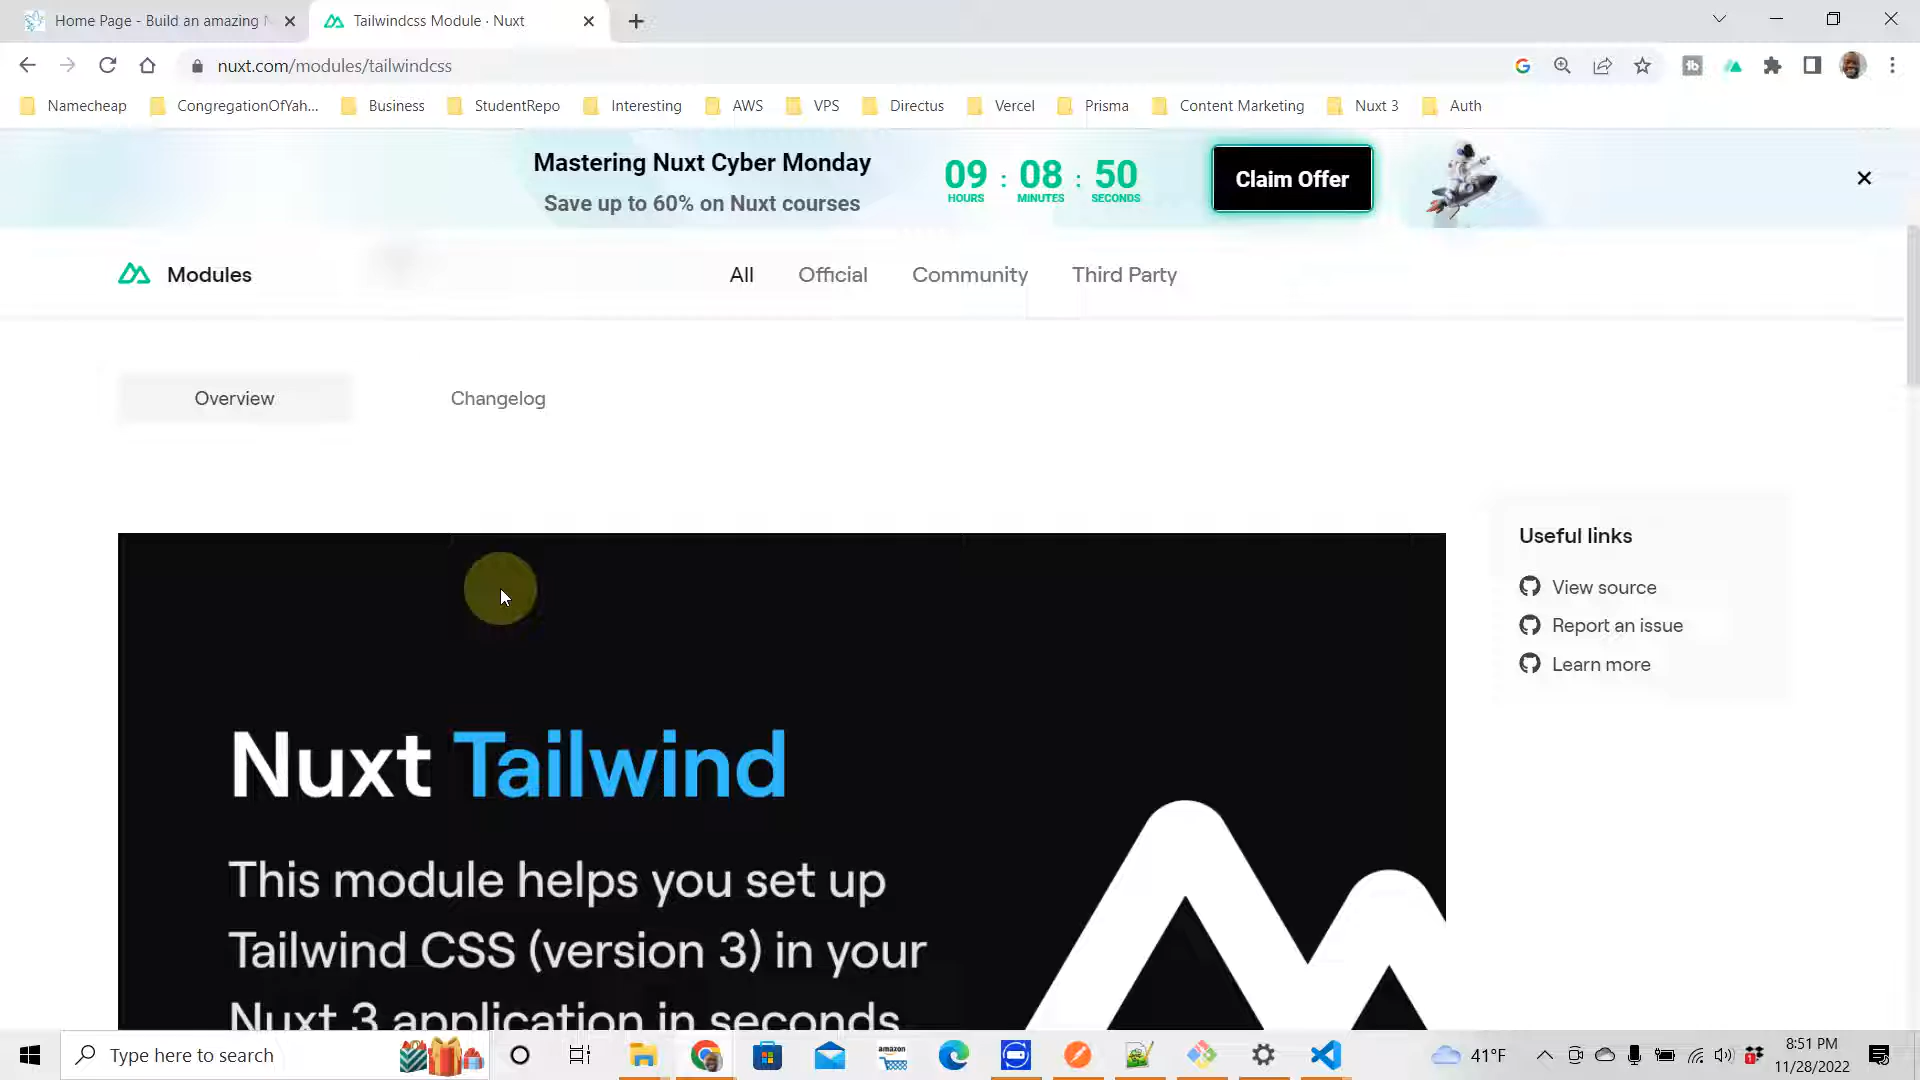 Home Page - Build an amazing
Tailwindcss Module · Nuxt
nuxt.com/modules/tailwindcss
Namecheap
CongregationOfYah...
Business
StudentRepo
Interesting
AWS
VPS
Directus
Vercel
Prisma
Content Marketing
Nuxt 3
Auth
Mastering Nuxt Cyber Monday
Save up to 60% on Nuxt courses
09 : 08 : 50
HOURS MINUTES SECONDS
Claim Offer
Modules
All
Official
Community
Third Party
Overview
Changelog
Useful links
View source
Report an issue
Learn more
Nuxt Tailwind
This module helps you set up
Tailwind CSS (version 3) in your
Nuxt 3 application in seconds
Type here to search
amazon
41°F
8:51 PM
11/28/2022